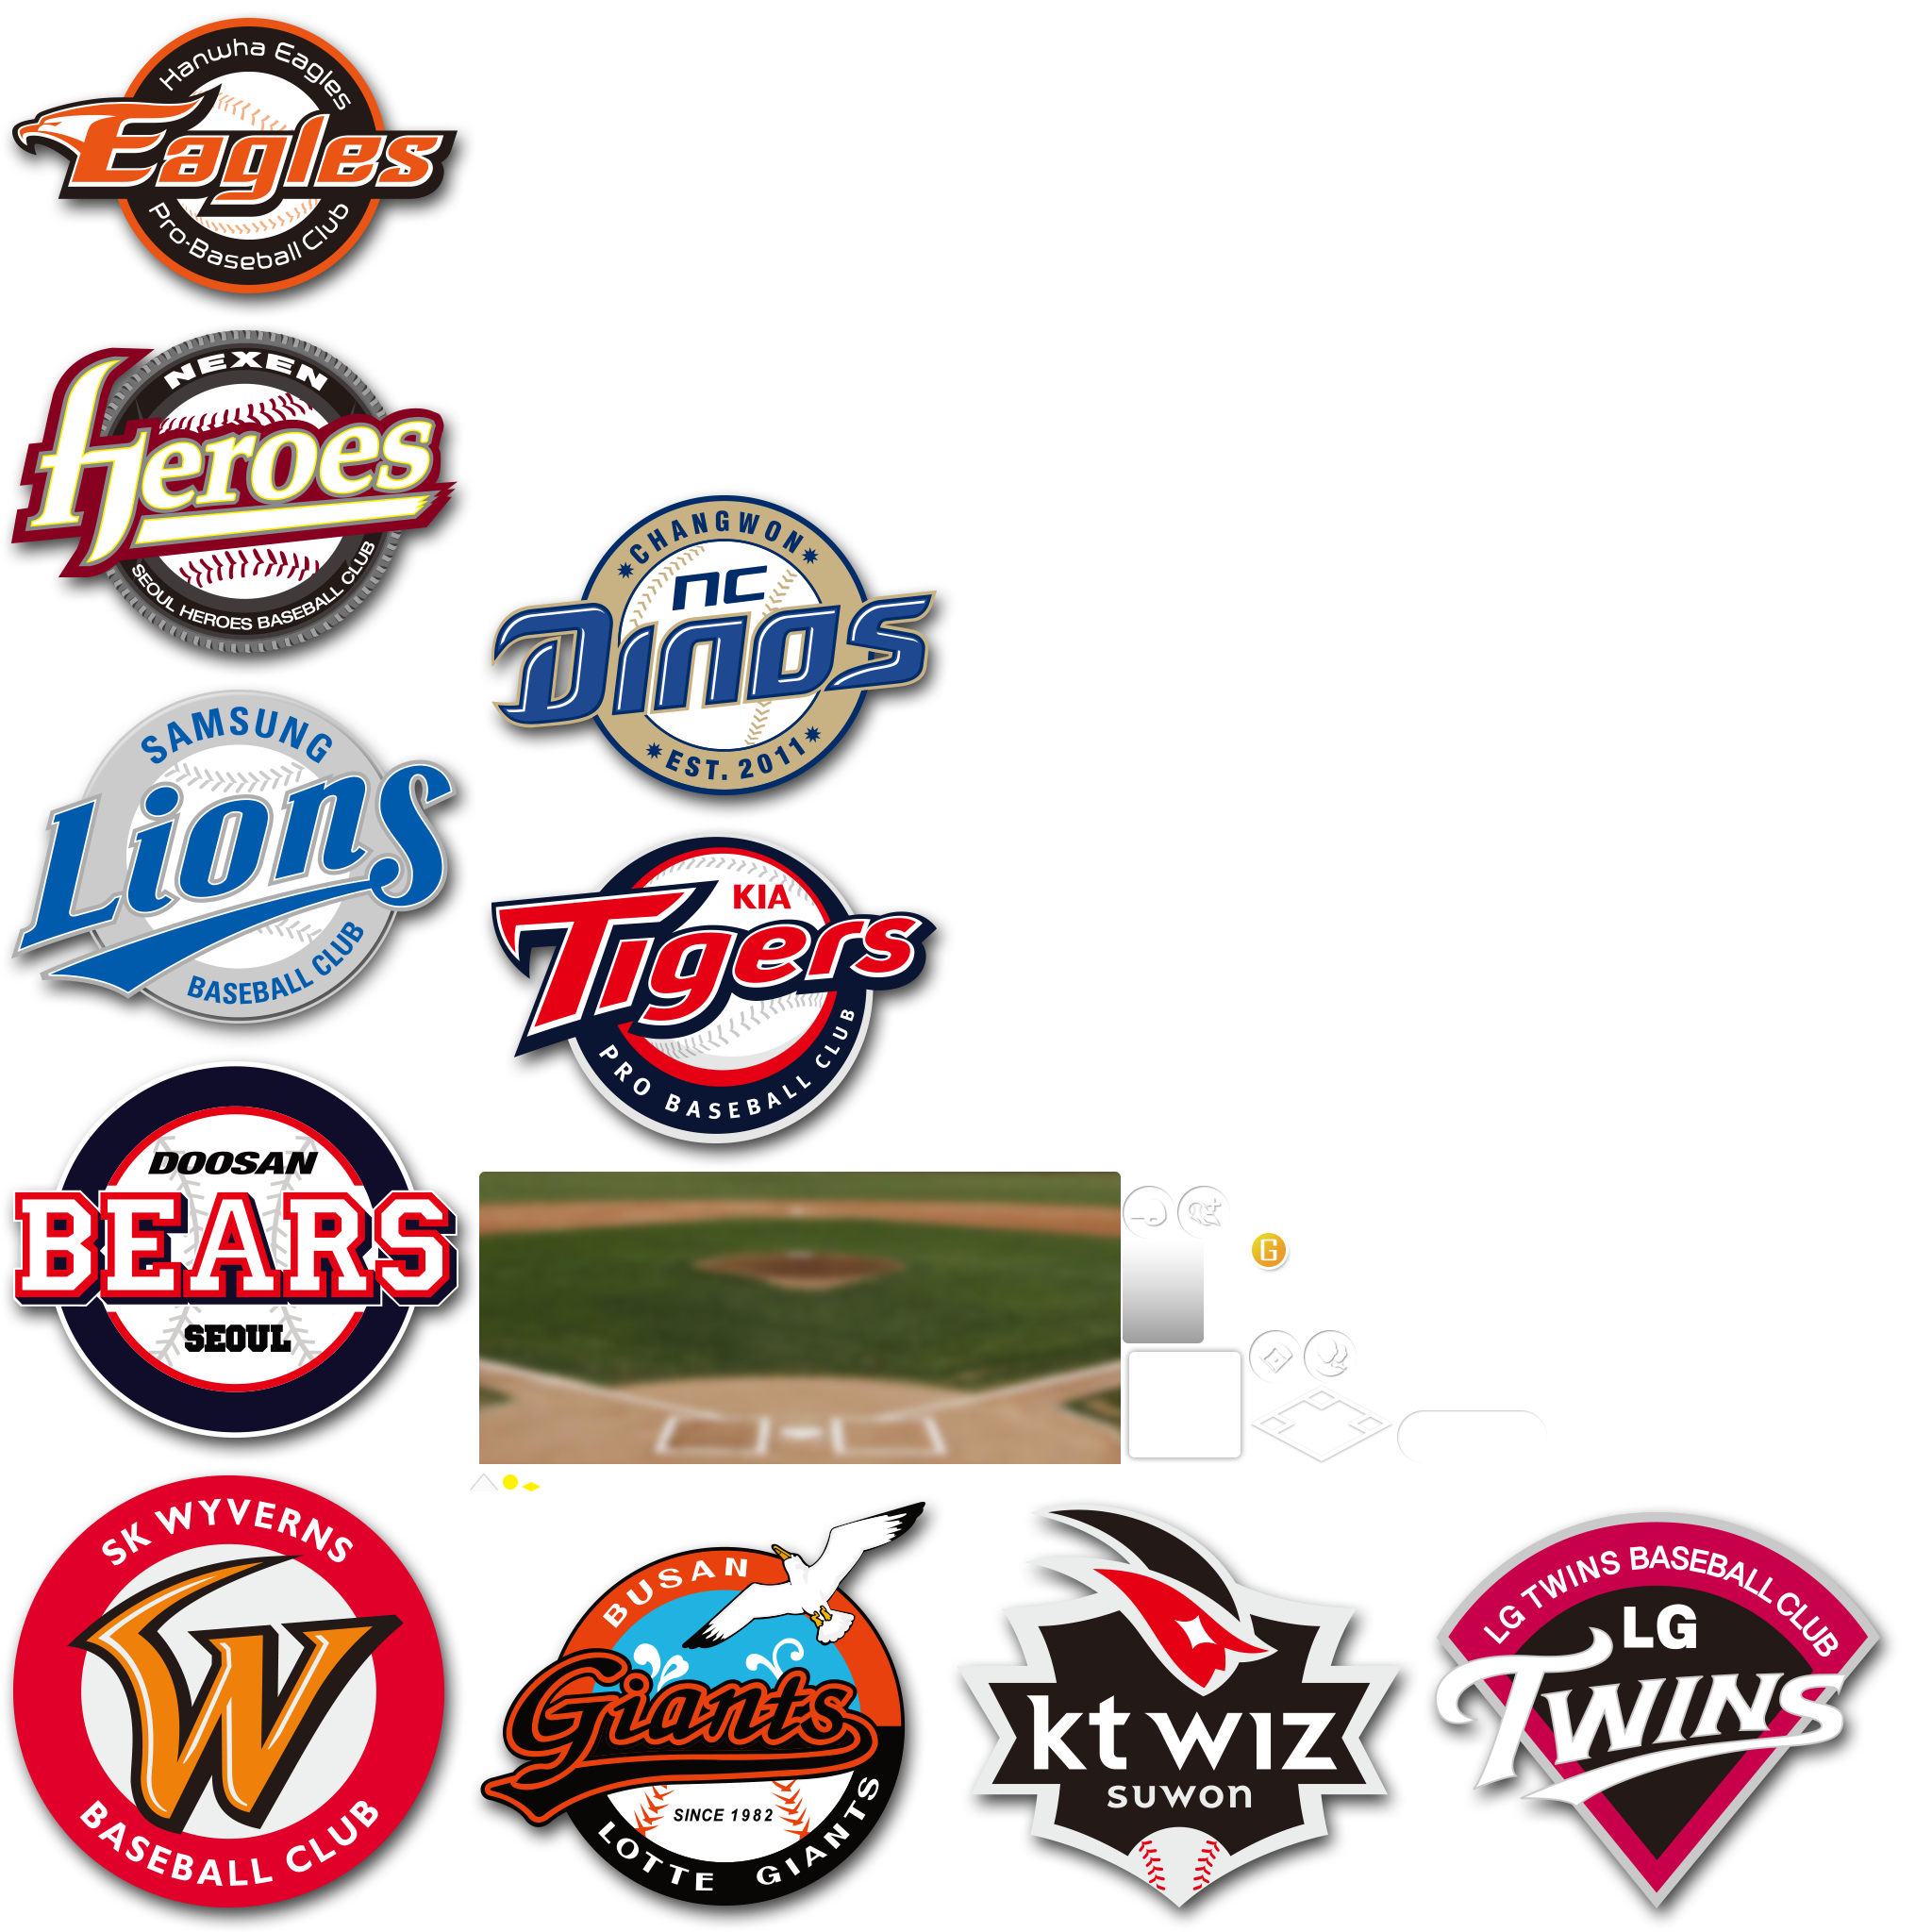 Hanwha Eagles
Eagles
Pro-Baseball Club
NEXEN
Heroes
SEOUL HEROES BASEBALL CLUB
CHANGWON
NC
DINOS
EST. 2011
SAMSUNG
Lions
BASEBALL CLUB
KIA
Tigers
PRO BASEBALL CLUB
DOOSAN
BEARS
SEOUL
G
SK WYVERNS
W
BASEBALL CLUB
BUSAN
Giants
SINCE 1982
LOTTE GIANTS
kt wiz
suwon
LG TWINS BASEBALL CLUB
LG
TWINS